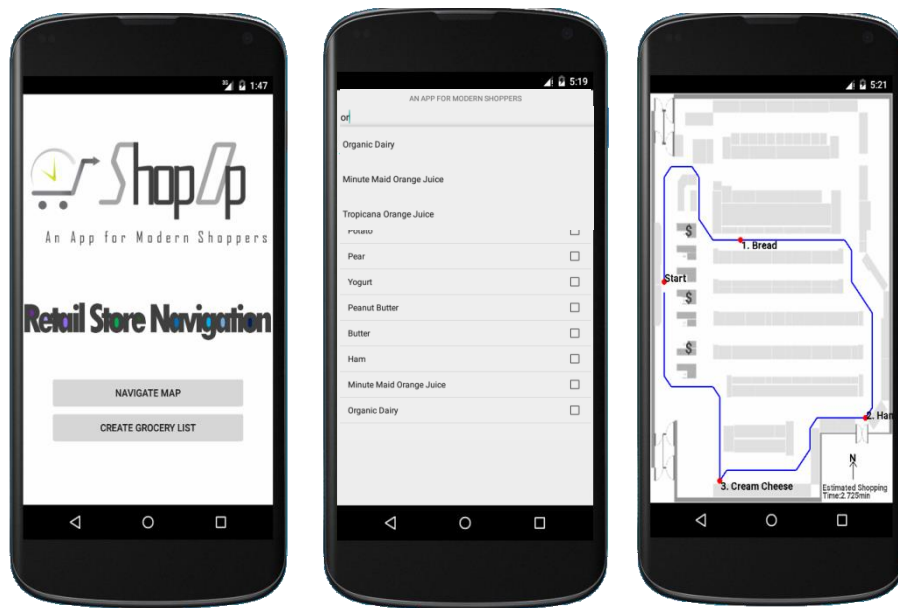 3G 1:47
ShopUp
An App for Modern Shoppers
Retail Store Navigation
NAVIGATE MAP
CREATE GROCERY LIST
5:19
AN APP FOR MODERN SHOPPERS
or
Organic Dairy
Minute Maid Orange Juice
Tropicana Orange Juice
Potato
Pear
Yogurt
Peanut Butter
Butter
Ham
Minute Maid Orange Juice
Organic Dairy
5:21
$
1. Bread
Start
$
$
2. Ham
N
3. Cream Cheese
Estimated Shopping
Time:2.725min